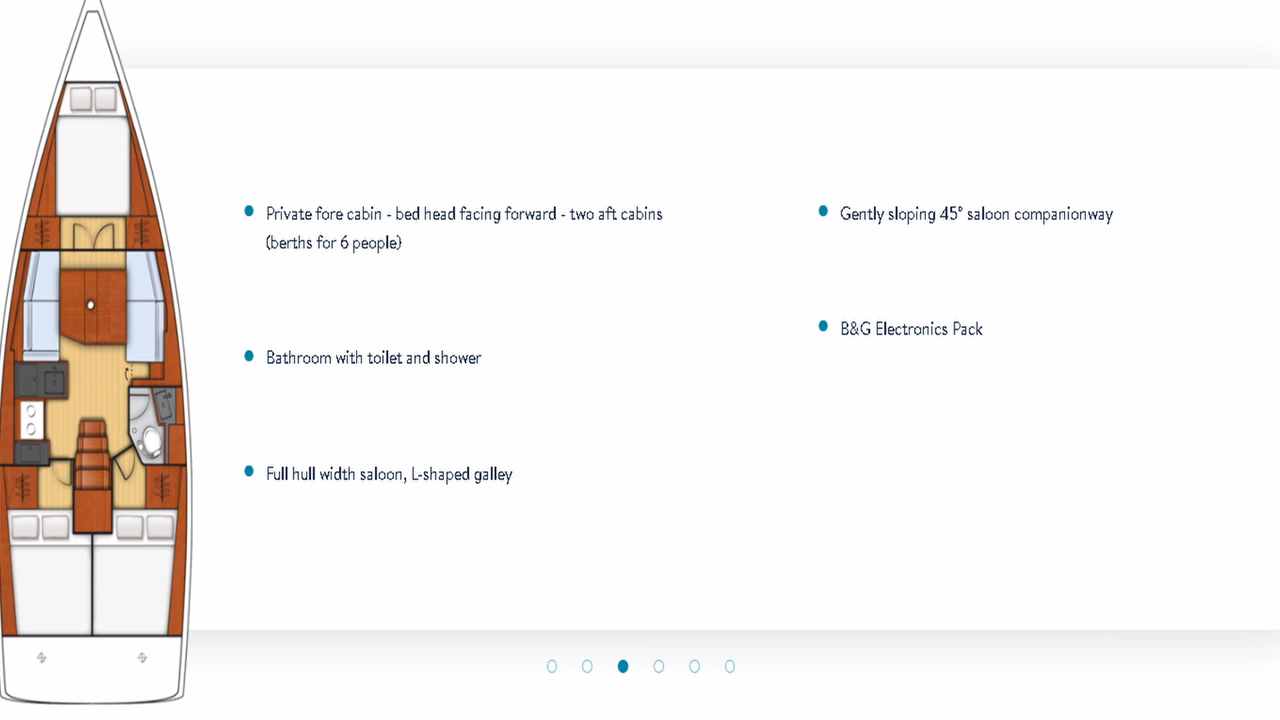 Private fore cabin - bed head facing forward - two aft cabins
(berths for 6 people)
Bathroom with toilet and shower
Full hull width saloon, L-shaped galley
Gently sloping 45° saloon companionway
B&G Electronics Pack